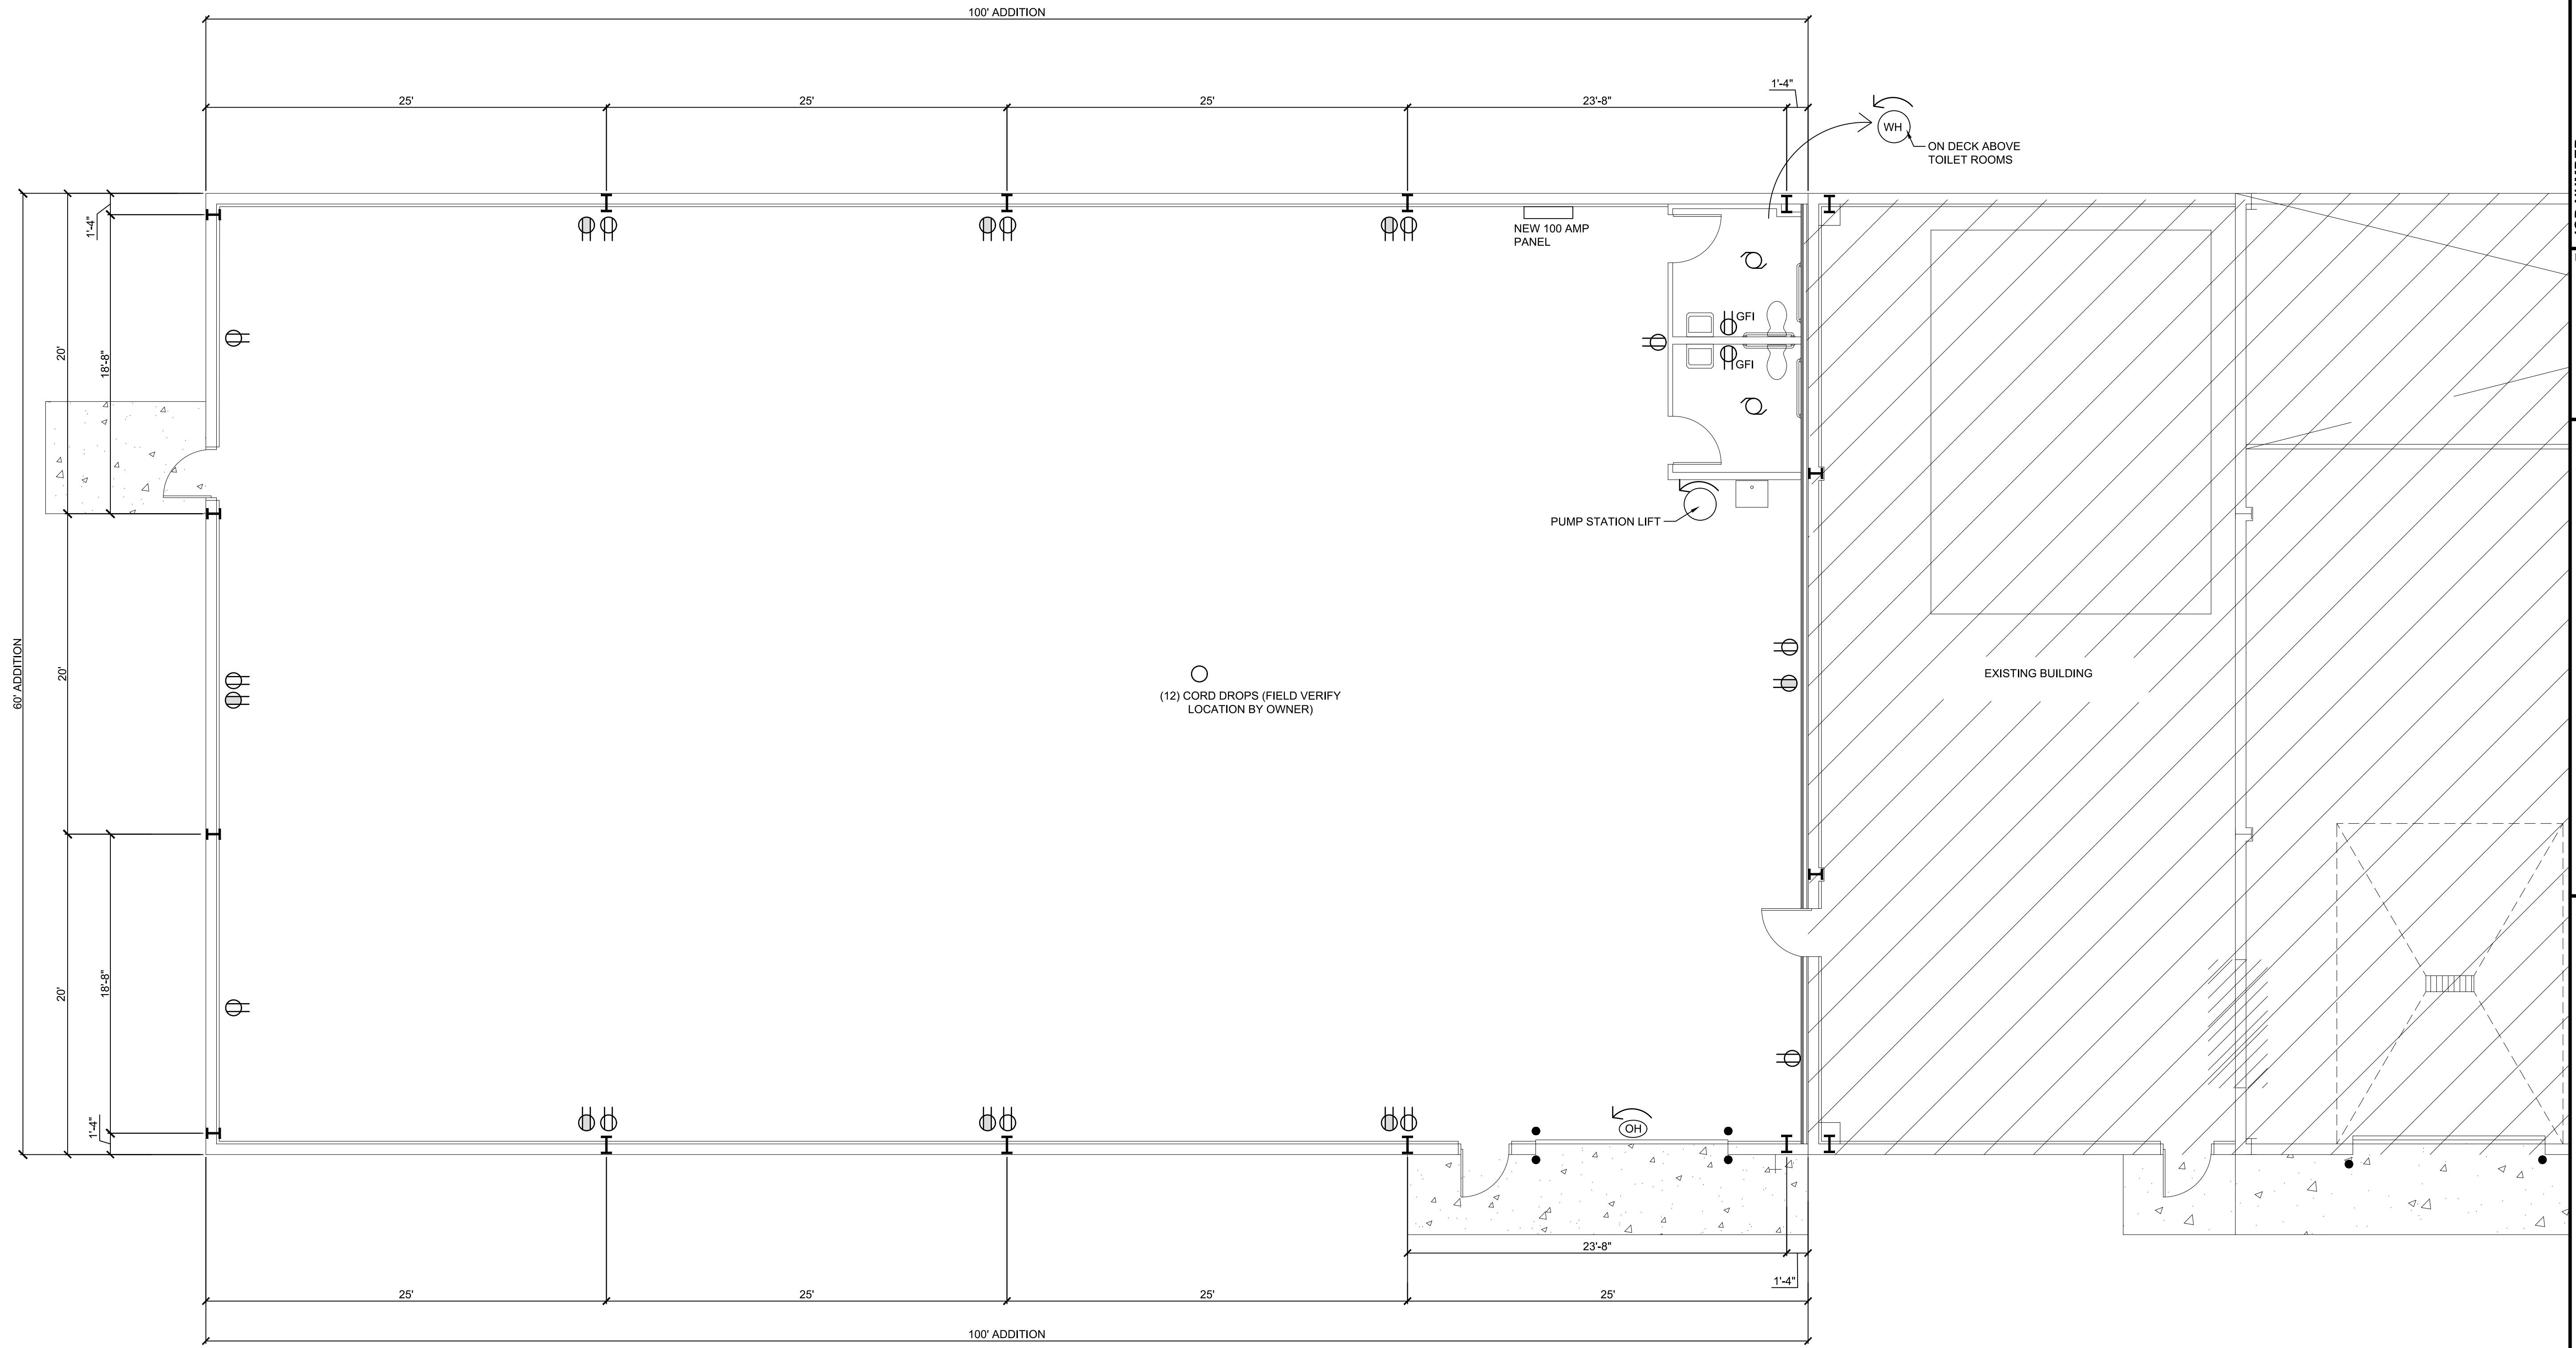 100' ADDITION
1'-4"
25'
25'
25'
23'-8"
WH
ON DECK ABOVE
TOILET ROOMS
1'-4"
NEW 100 AMP
PANEL
GFI
GFI
20'
18'-8"
PUMP STATION LIFT
60' ADDITION
20'
EXISTING BUILDING
(12) CORD DROPS (FIELD VERIFY
LOCATION BY OWNER)
20'
18'-8"
1'-4"
OH
23'-8"
1'-4"
25'
25'
25'
25'
100' ADDITION